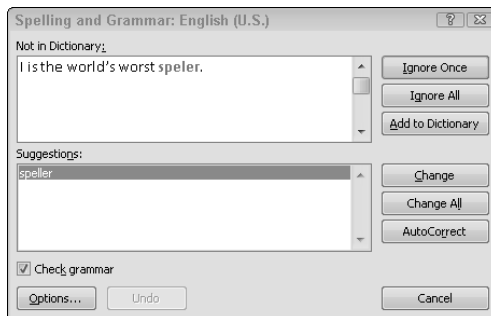 Spelling and Grammar: English (U.S.)
Not in Dictionary:
I is the world's worst speler.
Ignore Once
Ignore All
Add to Dictionary
Suggestions:
speller
Change
Change All
AutoCorrect
Check grammar
Options...
Undo
Cancel